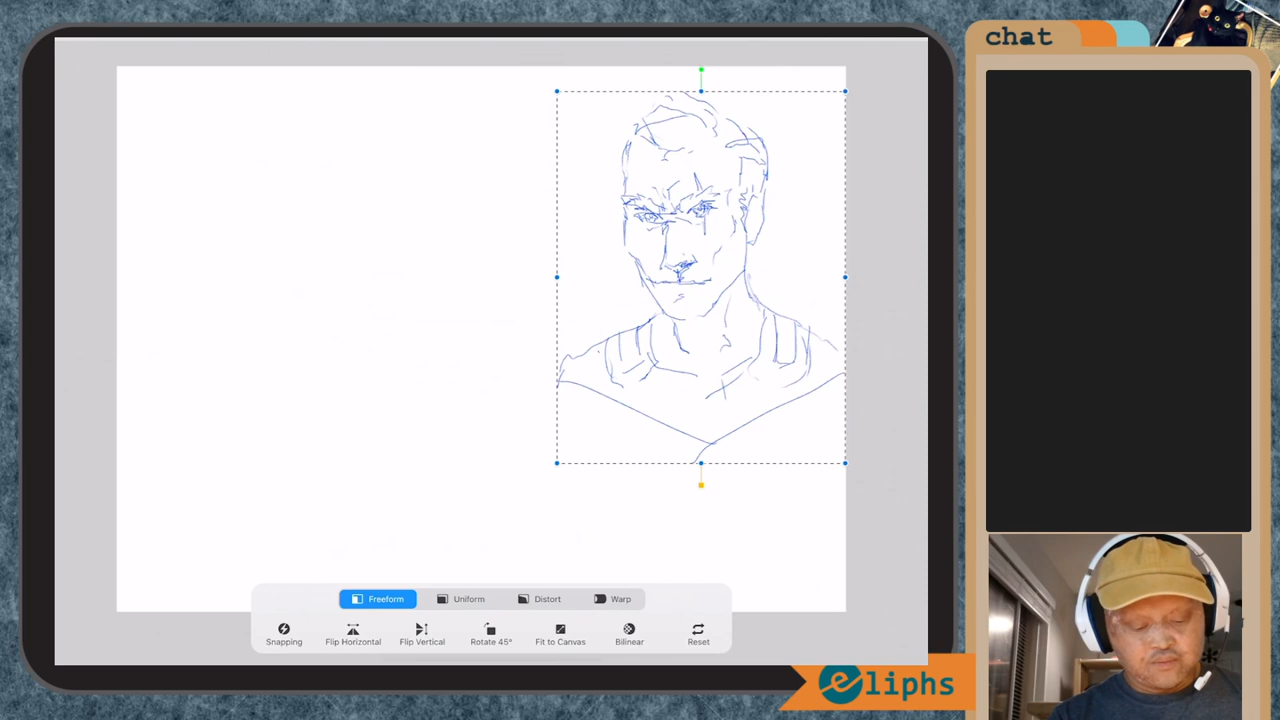 chat
Freeform Uniform Distort Warp
Snapping Flip Horizontal Flip Vertical Rotate 45° Fit to Canvas Bilinear Reset
eliphs